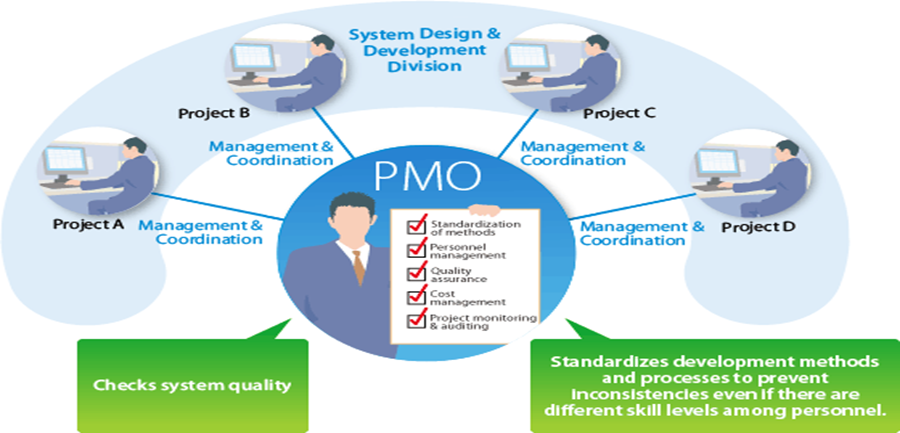 System Design &
Development
Division
Project B
Project C
Management &
Coordination
Management &
Coordination
Project A
Management &
Coordination
Management &
Coordination
Project D
PMO
Standardization
of methods
Personnel
management
Quality
assurance
Cost
management
Project monitoring
& auditing
Checks system quality
Standardizes development methods
and processes to prevent
inconsistencies even if there are
different skill levels among personnel.